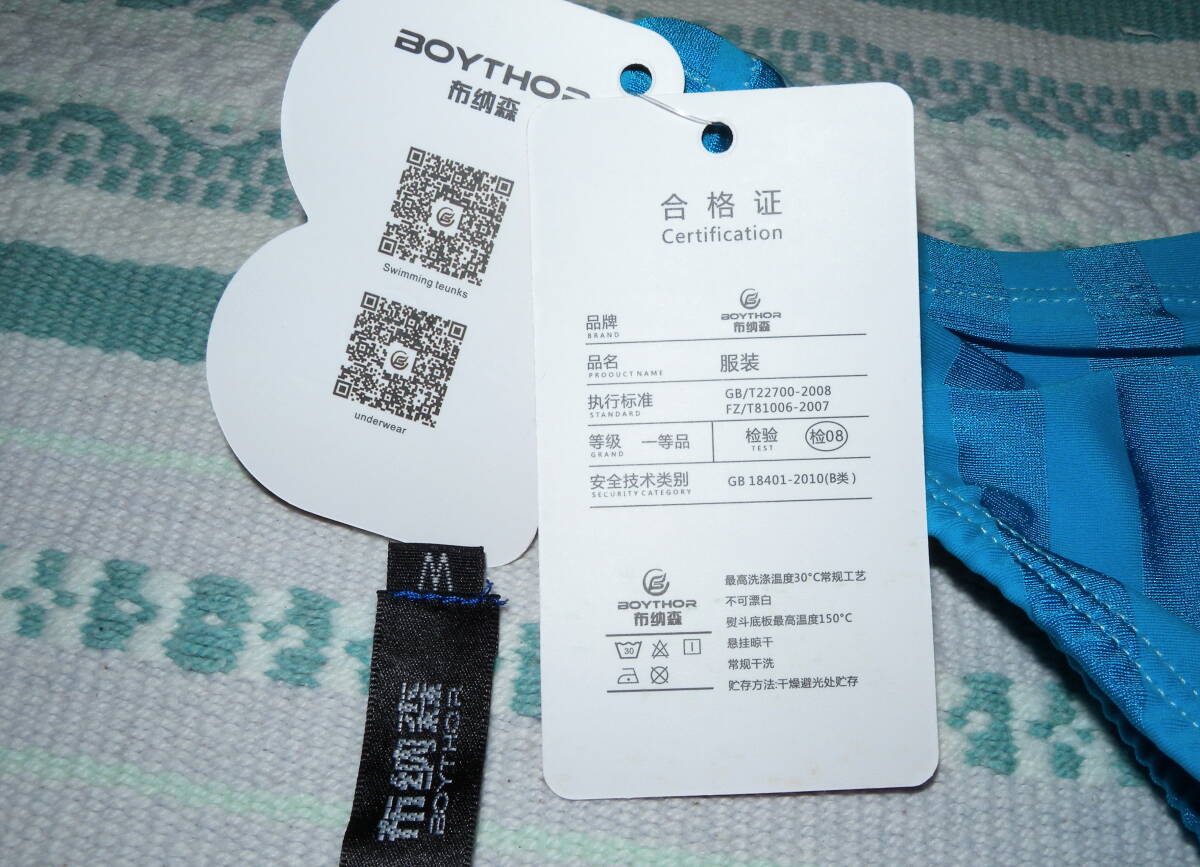 BOYTHOR
布纳森
Swimming teunks
underwear
合格证
Certification
品牌
BRAND
BOYTHOR
布纳森
品名
PRODUCT NAME
服装
执行标准
STANDARD
GB/T22700-2008
FZ/T81006-2007
等级 一等品
GRAND
检验
TEST
检08
安全技术类别
SECURITY CATEGORY
GB 18401-2010(B类)
BOYTHOR
布纳森
30
最高洗涤温度30°C常规工艺
不可漂白
熨斗底板最高温度150°C
悬挂晾干
常规干洗
贮存方法:干燥避光处贮存
M
布纳森
BOYTHOR